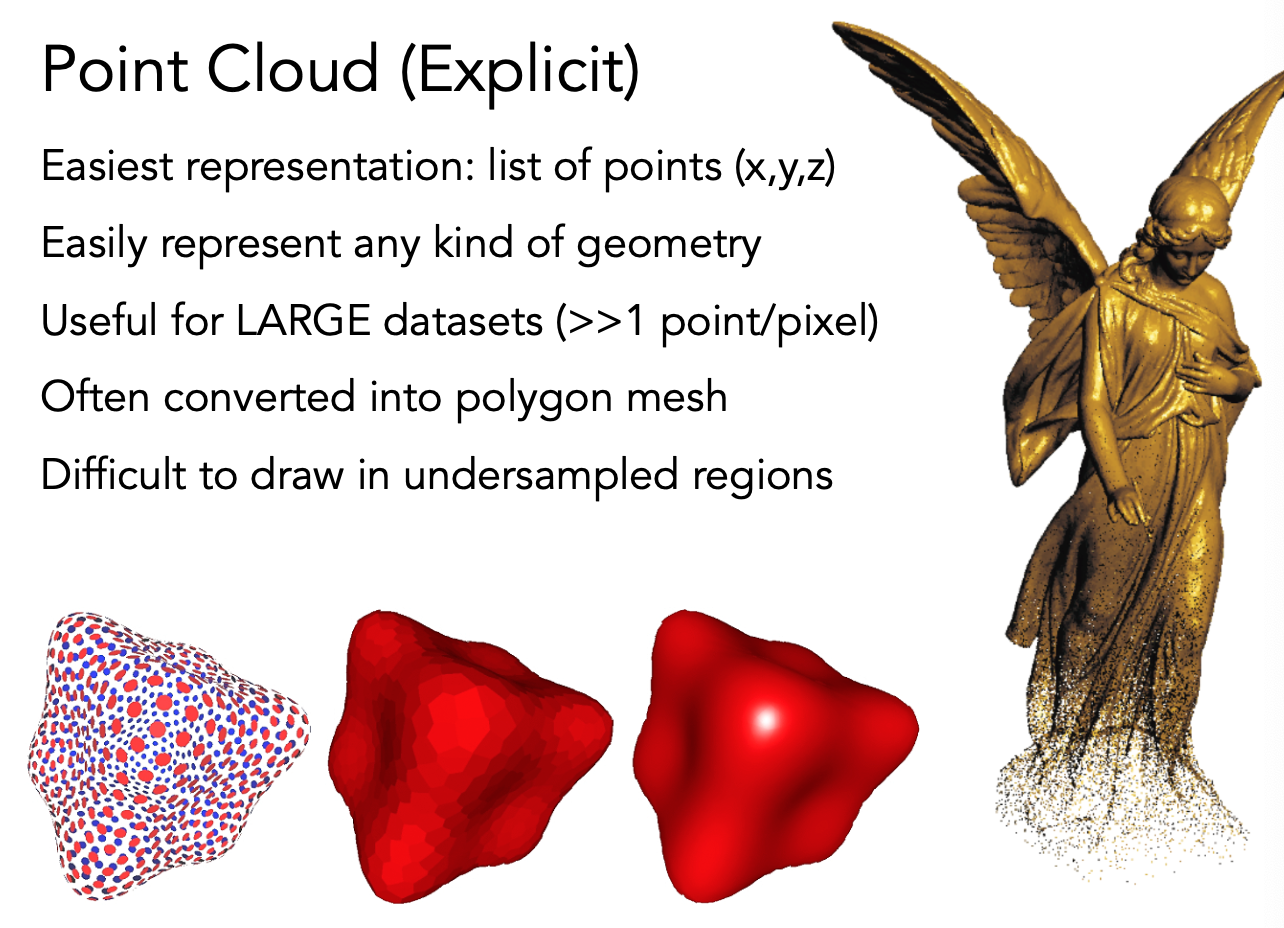 Point Cloud (Explicit)
Easiest representation: list of points (x,y,z)
Easily represent any kind of geometry
Useful for LARGE datasets (>>1 point/pixel)
Often converted into polygon mesh
Difficult to draw in undersampled regions